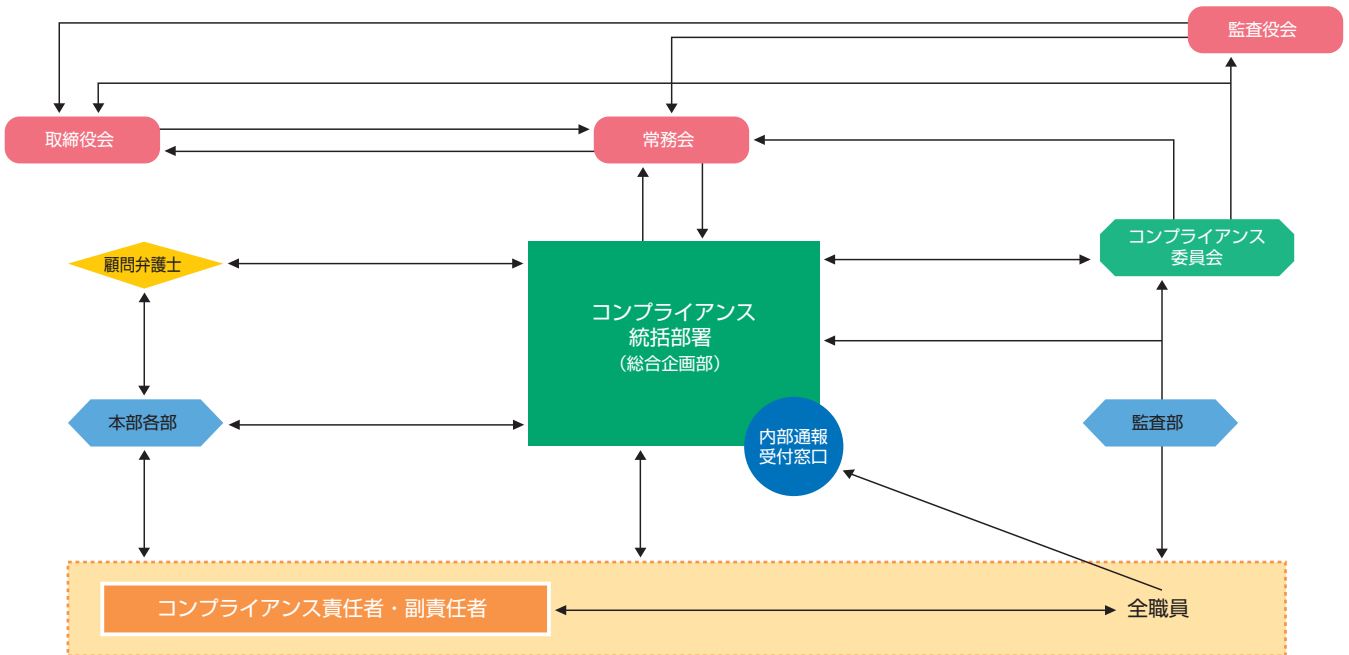 監査役会
取締役会
常務会
コンプライアンス
委員会
顧問弁護士
コンプライアンス
統括部署
（総合企画部）
本部各部
監査部
内部通報
受付窓口
コンプライアンス責任者・副責任者
全職員